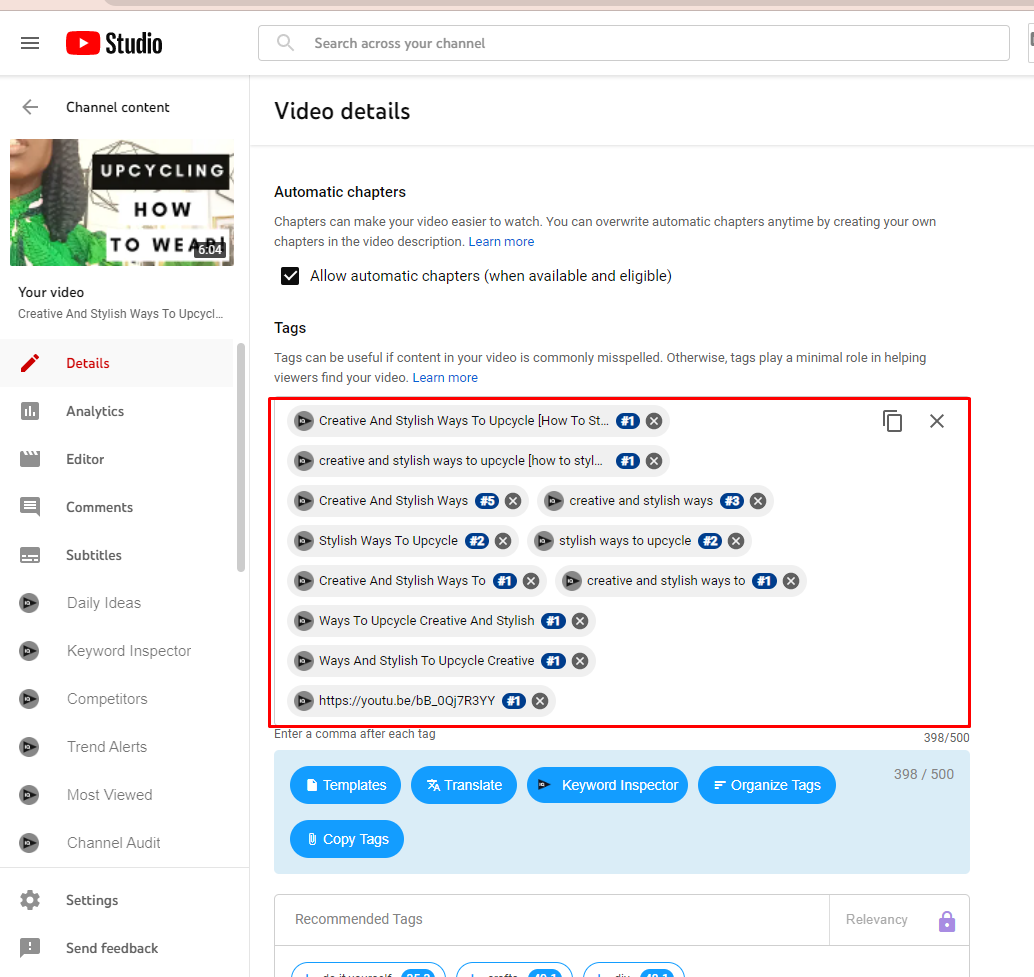 Studio
Search across your channel
Channel content
Video details
UPCYCLING
HOW
TO WEAR!
6:04
Your video
Creative And Stylish Ways To Upcycl...
Details
Analytics
Editor
Comments
Subtitles
Daily Ideas
Keyword Inspector
Competitors
Trend Alerts
Most Viewed
Channel Audit
Settings
Send feedback
Automatic chapters
Chapters can make your video easier to watch. You can overwrite automatic chapters anytime by creating your own
chapters in the video description. Learn more
Allow automatic chapters (when available and eligible)
Tags
Tags can be useful if content in your video is commonly misspelled. Otherwise, tags play a minimal role in helping
viewers find your video. Learn more
Creative And Stylish Ways To Upcycle [How To St... #1
creative and stylish ways to upcycle [how to styl... #1
Creative And Stylish Ways #5 creative and stylish ways #3
Stylish Ways To Upcycle #2 stylish ways to upcycle #2
Creative And Stylish Ways To #1 creative and stylish ways to #1
Ways To Upcycle Creative And Stylish #1
Ways And Stylish To Upcycle Creative #1
https://youtu.be/bB_0Qj7R3YY #1
Enter a comma after each tag 398/500
398 / 500
Templates Translate Keyword Inspector Organize Tags
Copy Tags
Recommended Tags Relevancy